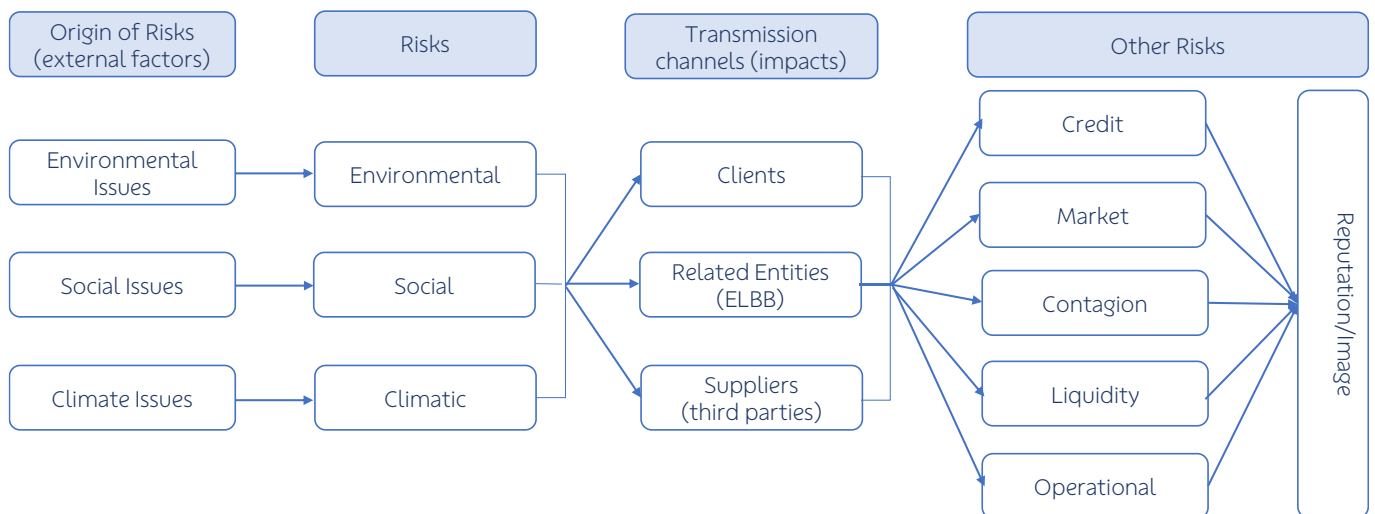 Origin of Risks
(external factors)
Risks
Transmission
channels (impacts)
Other Risks
Environmental
Issues
Environmental
Clients
Credit
Market
Social Issues
Social
Related Entities
(ELBB)
Contagion
Reputation/Image
Climate Issues
Climatic
Suppliers
(third parties)
Liquidity
Operational